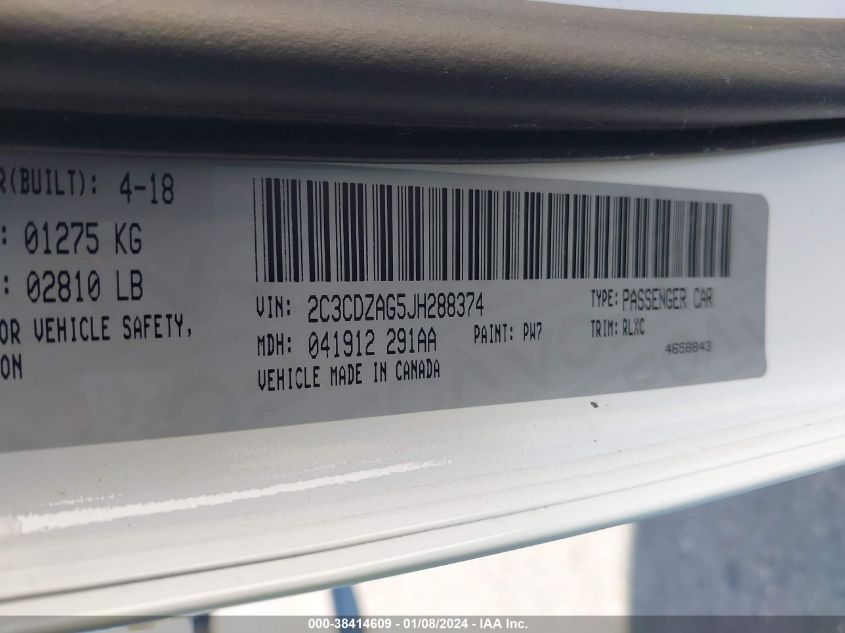 R(BUILT): 4-18
: 01275 KG
: 02810 LB
OR VEHICLE SAFETY,
ON
VIN: 2C3CDZAG5JH288374
MDH: 041912 291AA
PAINT: PW7
VEHICLE MADE IN CANADA
TYPE: PASSENGER CAR
TRIM: RLXC
4658843
000-38414609 - 01/08/2024 - IAA Inc.